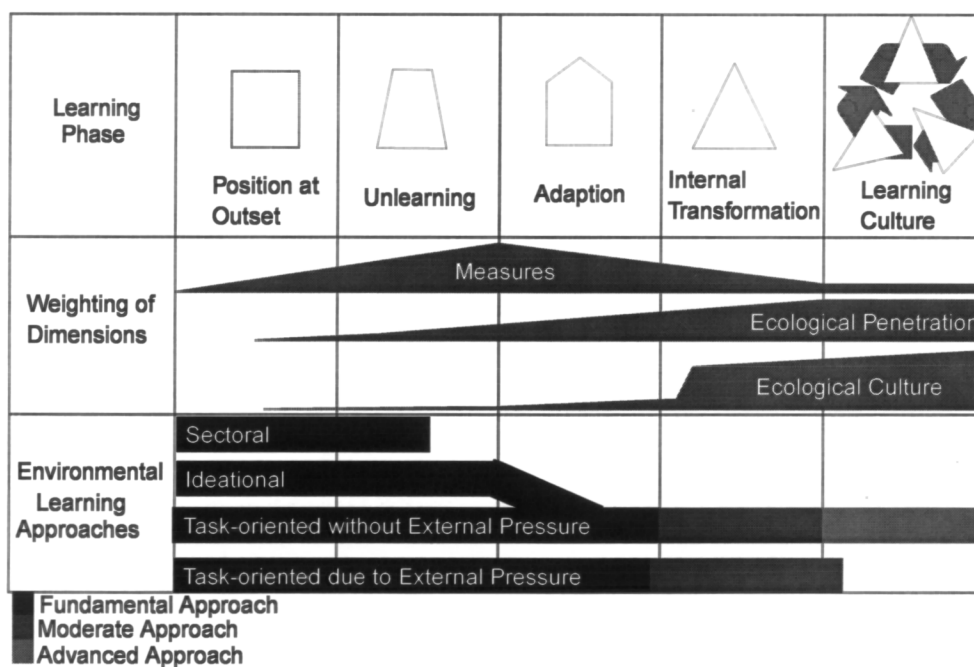 Learning
Phase
Position at
Outset
Unlearning
Adaption
Internal
Transformation
Learning
Culture
Weighting of
Dimensions
Measures
Ecological Penetration
Ecological Culture
Environmental
Learning
Approaches
Sectoral
Ideational
Task-oriented without External Pressure
Task-oriented due to External Pressure
Fundamental Approach
Moderate Approach
Advanced Approach